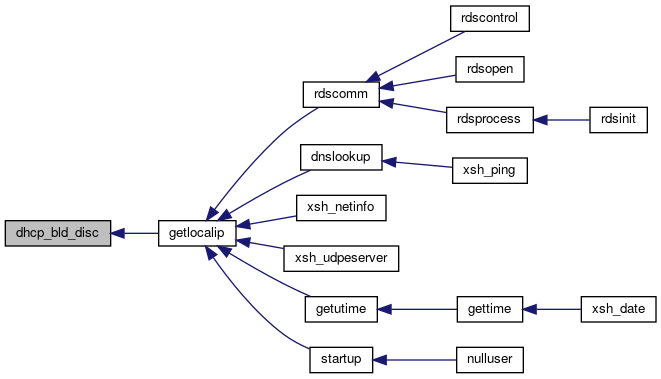 rdscontrol
rdsopen
rdscomm
rdsprocess
rdsinit
dnslookup
xsh_ping
xsh_netinfo
dhcp_bld_disc
getlocalip
xsh_udpeserver
getutime
gettime
xsh_date
startup
nulluser